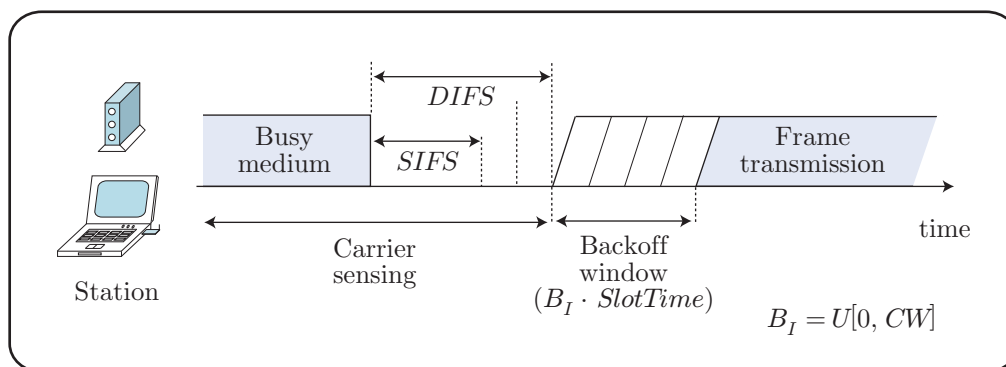 DIFS
SIFS
Busy
medium
Frame
transmission
time
Carrier
sensing
Backoff
window
(B_I · SlotTime)
Station
B_I = U[0, CW]